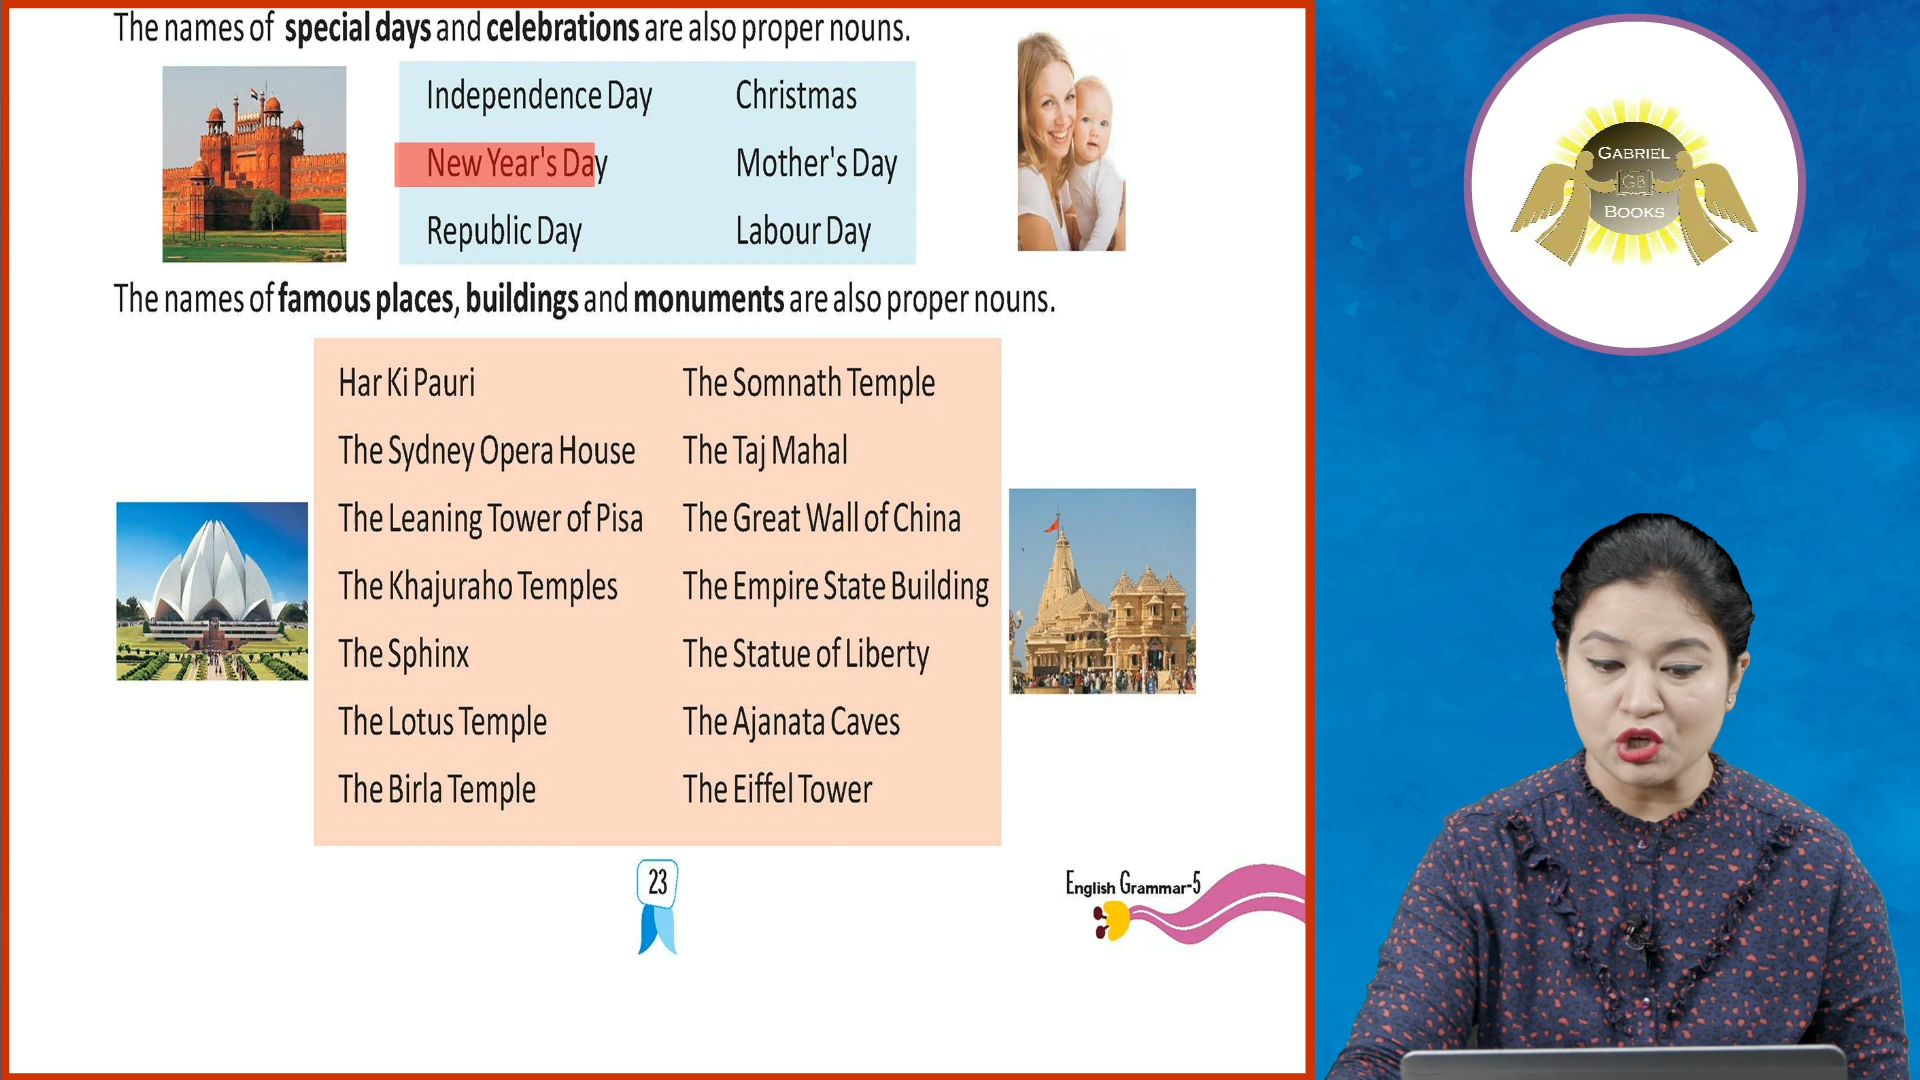 The names of special days and celebrations are also proper nouns.
Independence Day Christmas
New Year's Day Mother's Day
Republic Day Labour Day
The names of famous places, buildings and monuments are also proper nouns.
Har Ki Pauri The Somnath Temple
The Sydney Opera House The Taj Mahal
The Leaning Tower of Pisa The Great Wall of China
The Khajuraho Temples The Empire State Building
The Sphinx The Statue of Liberty
The Lotus Temple The Ajanata Caves
The Birla Temple The Eiffel Tower
23
English Grammar-5
GABRIEL
GB
BOOKS